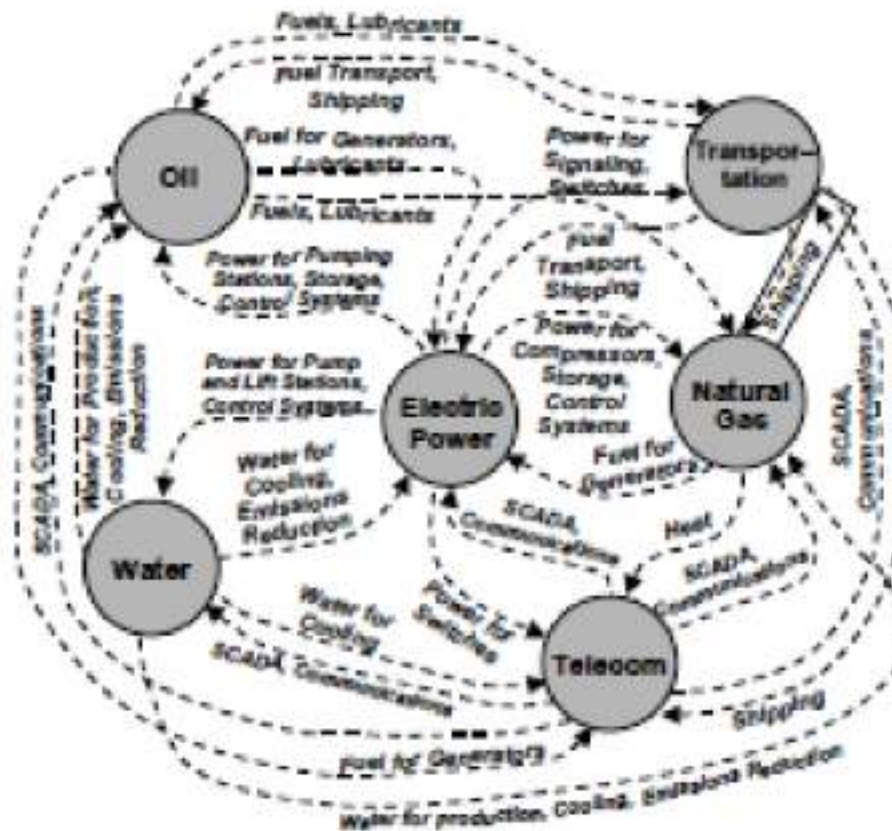 Fuels, Lubricants
Fuel Transport,
Shipping
Oil
Fuel for Generators,
Lubricants
Fuels, Lubricants
Power for
Signaling,
Switches
Transpor-
tation
Power for Pumping
Stations, Storage,
Control Systems
Fuel
Transport,
Shipping
Shipping
Power for Pump
and Lift Stations,
Control Systems
Electric
Power
Power for
Compressors,
Storage,
Control
Systems
Natural
Gas
SCADA,
Communications
SCADA, Communications
Water for Production,
Cooling, Emissions
Reduction
Water for
Cooling,
Emissions
Reduction
Fuel for
Generators
SCADA,
Communications
Heat
SCADA,
Communications
Water
Water for
Cooling
Power for
Switches
SCADA, Communications
Telecom
Shipping
Fuel for Generators
Water for production, Cooling, Emissions Reduction